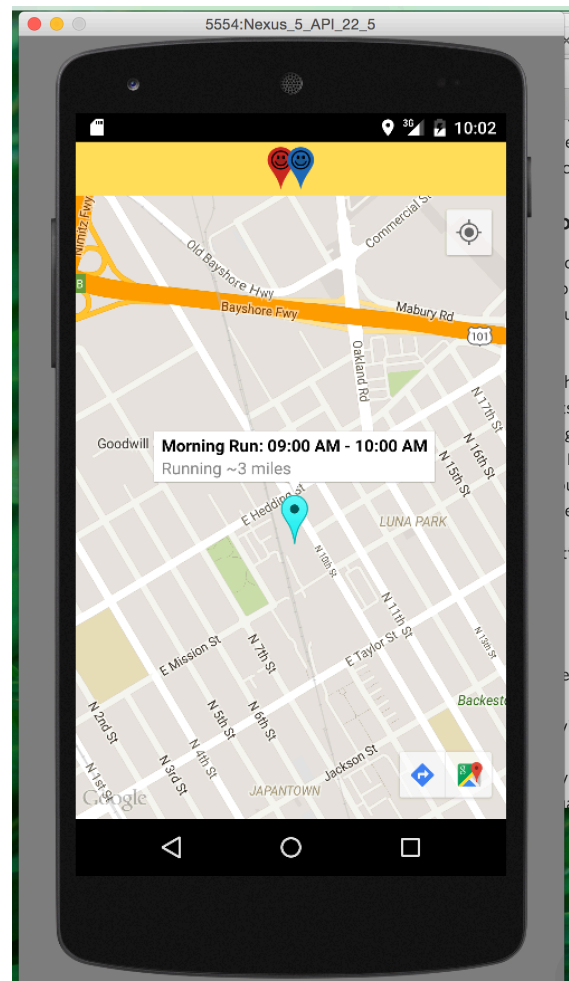 5554:Nexus_5_API_22_5
3G 10:02
Nimitz Fwy
Commercial St
Old Bayshore Hwy
B
Bayshore Fwy
Mabury Rd
101
Oakland Rd
N 17th St
Goodwill
Morning Run: 09:00 AM - 10:00 AM
Running ~3 miles
N 16th St
N 15th St
E Hedding St
LUNA PARK
N 10th St
N 11th St
N 13th St
E Mission St
N 7th St
E Taylor St
Backest
N 2nd St
N 5th St
N 6th St
N 4th St
N 3rd St
N 1st St
Jackson St
Google
JAPANTOWN